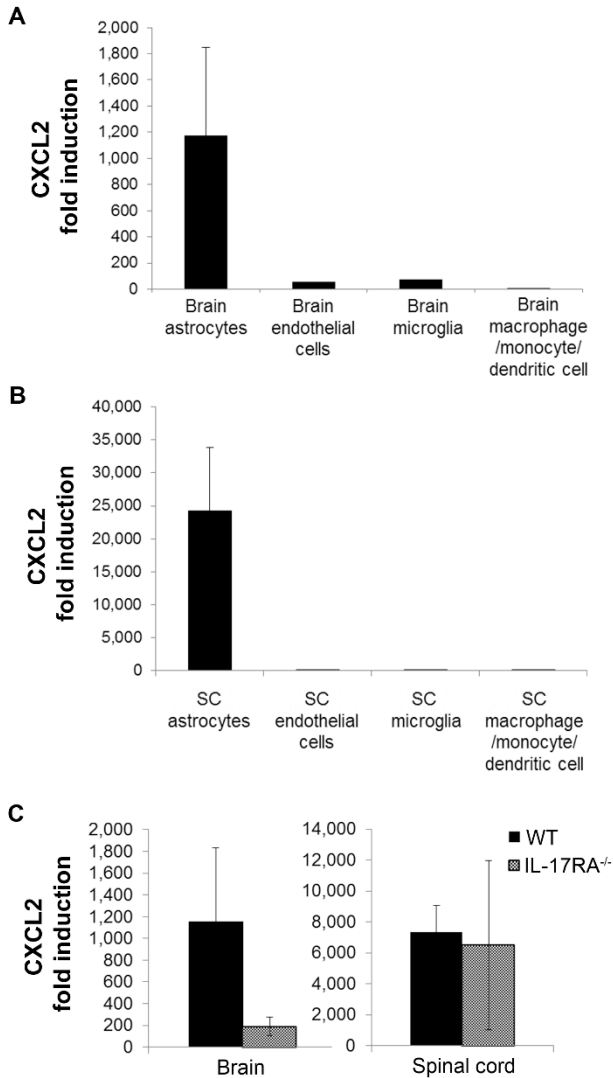 A
CXCL2
fold induction
2,000
1,800
1,600
1,400
1,200
1,000
800
600
400
200
0
Brain
astrocytes
Brain
endothelial
cells
Brain
microglia
Brain
macrophage
/monocyte/
dendritic cell
B
CXCL2
fold induction
40,000
35,000
30,000
25,000
20,000
15,000
10,000
5,000
0
SC
astrocytes
SC
endothelial
cells
SC
microglia
SC
macrophage
/monocyte/
dendritic cell
C
CXCL2
fold induction
2,000
1,800
1,600
1,400
1,200
1,000
800
600
400
200
0
Brain
14,000
12,000
10,000
8,000
6,000
4,000
2,000
0
Spinal cord
WT
IL-17RA-/-